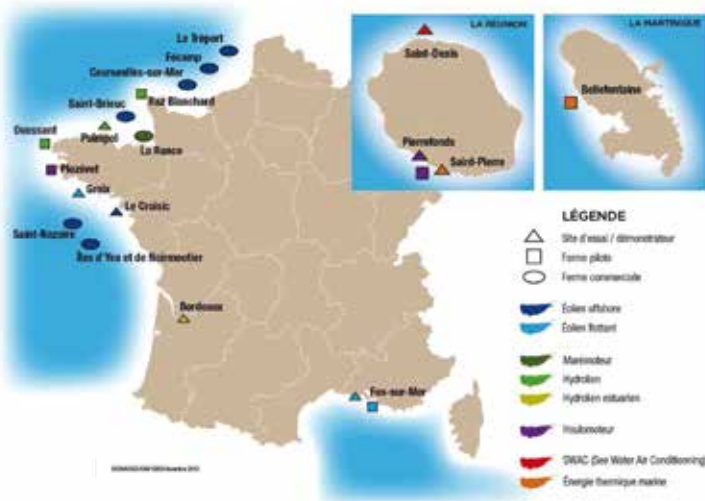 Le Tréport
Fécamp
Courseulles-sur-Mer
Raz Blanchard
Saint-Brieuc
Ouessant
Paimpol
La Rance
Plozévet
Groix
Le Croisic
Saint-Nazaire
Îles d'Yeu et de Noirmoutier
Bordeaux
Fos-sur-Mer
LA RÉUNION
Saint-Denis
Pierrefonds
Saint-Pierre
LA MARTINIQUE
Bellefontaine
LÉGENDE
Site d'essai / démonstrateur
Ferme pilote
Ferme commerciale
Éolien offshore
Éolien flottant
Marémoteur
Hydrolien
Hydrolien estuarien
Houlomoteur
SWAC (See Water Air Conditionning)
Énergie thermique marine